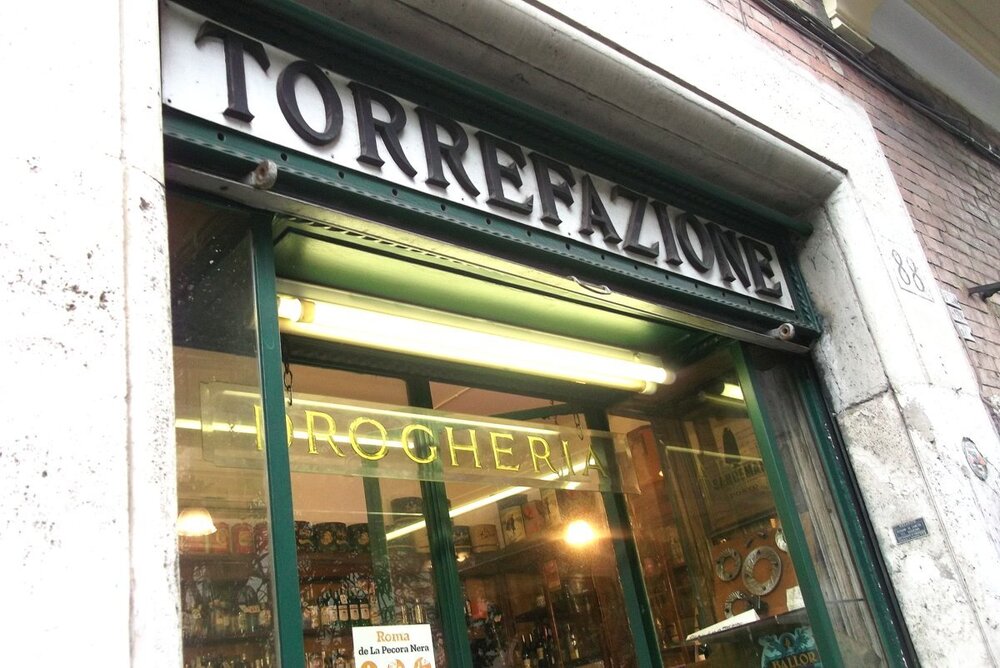 TORREFAZIONE
88
DROGHERIA
Roma
de La Pecora Nera